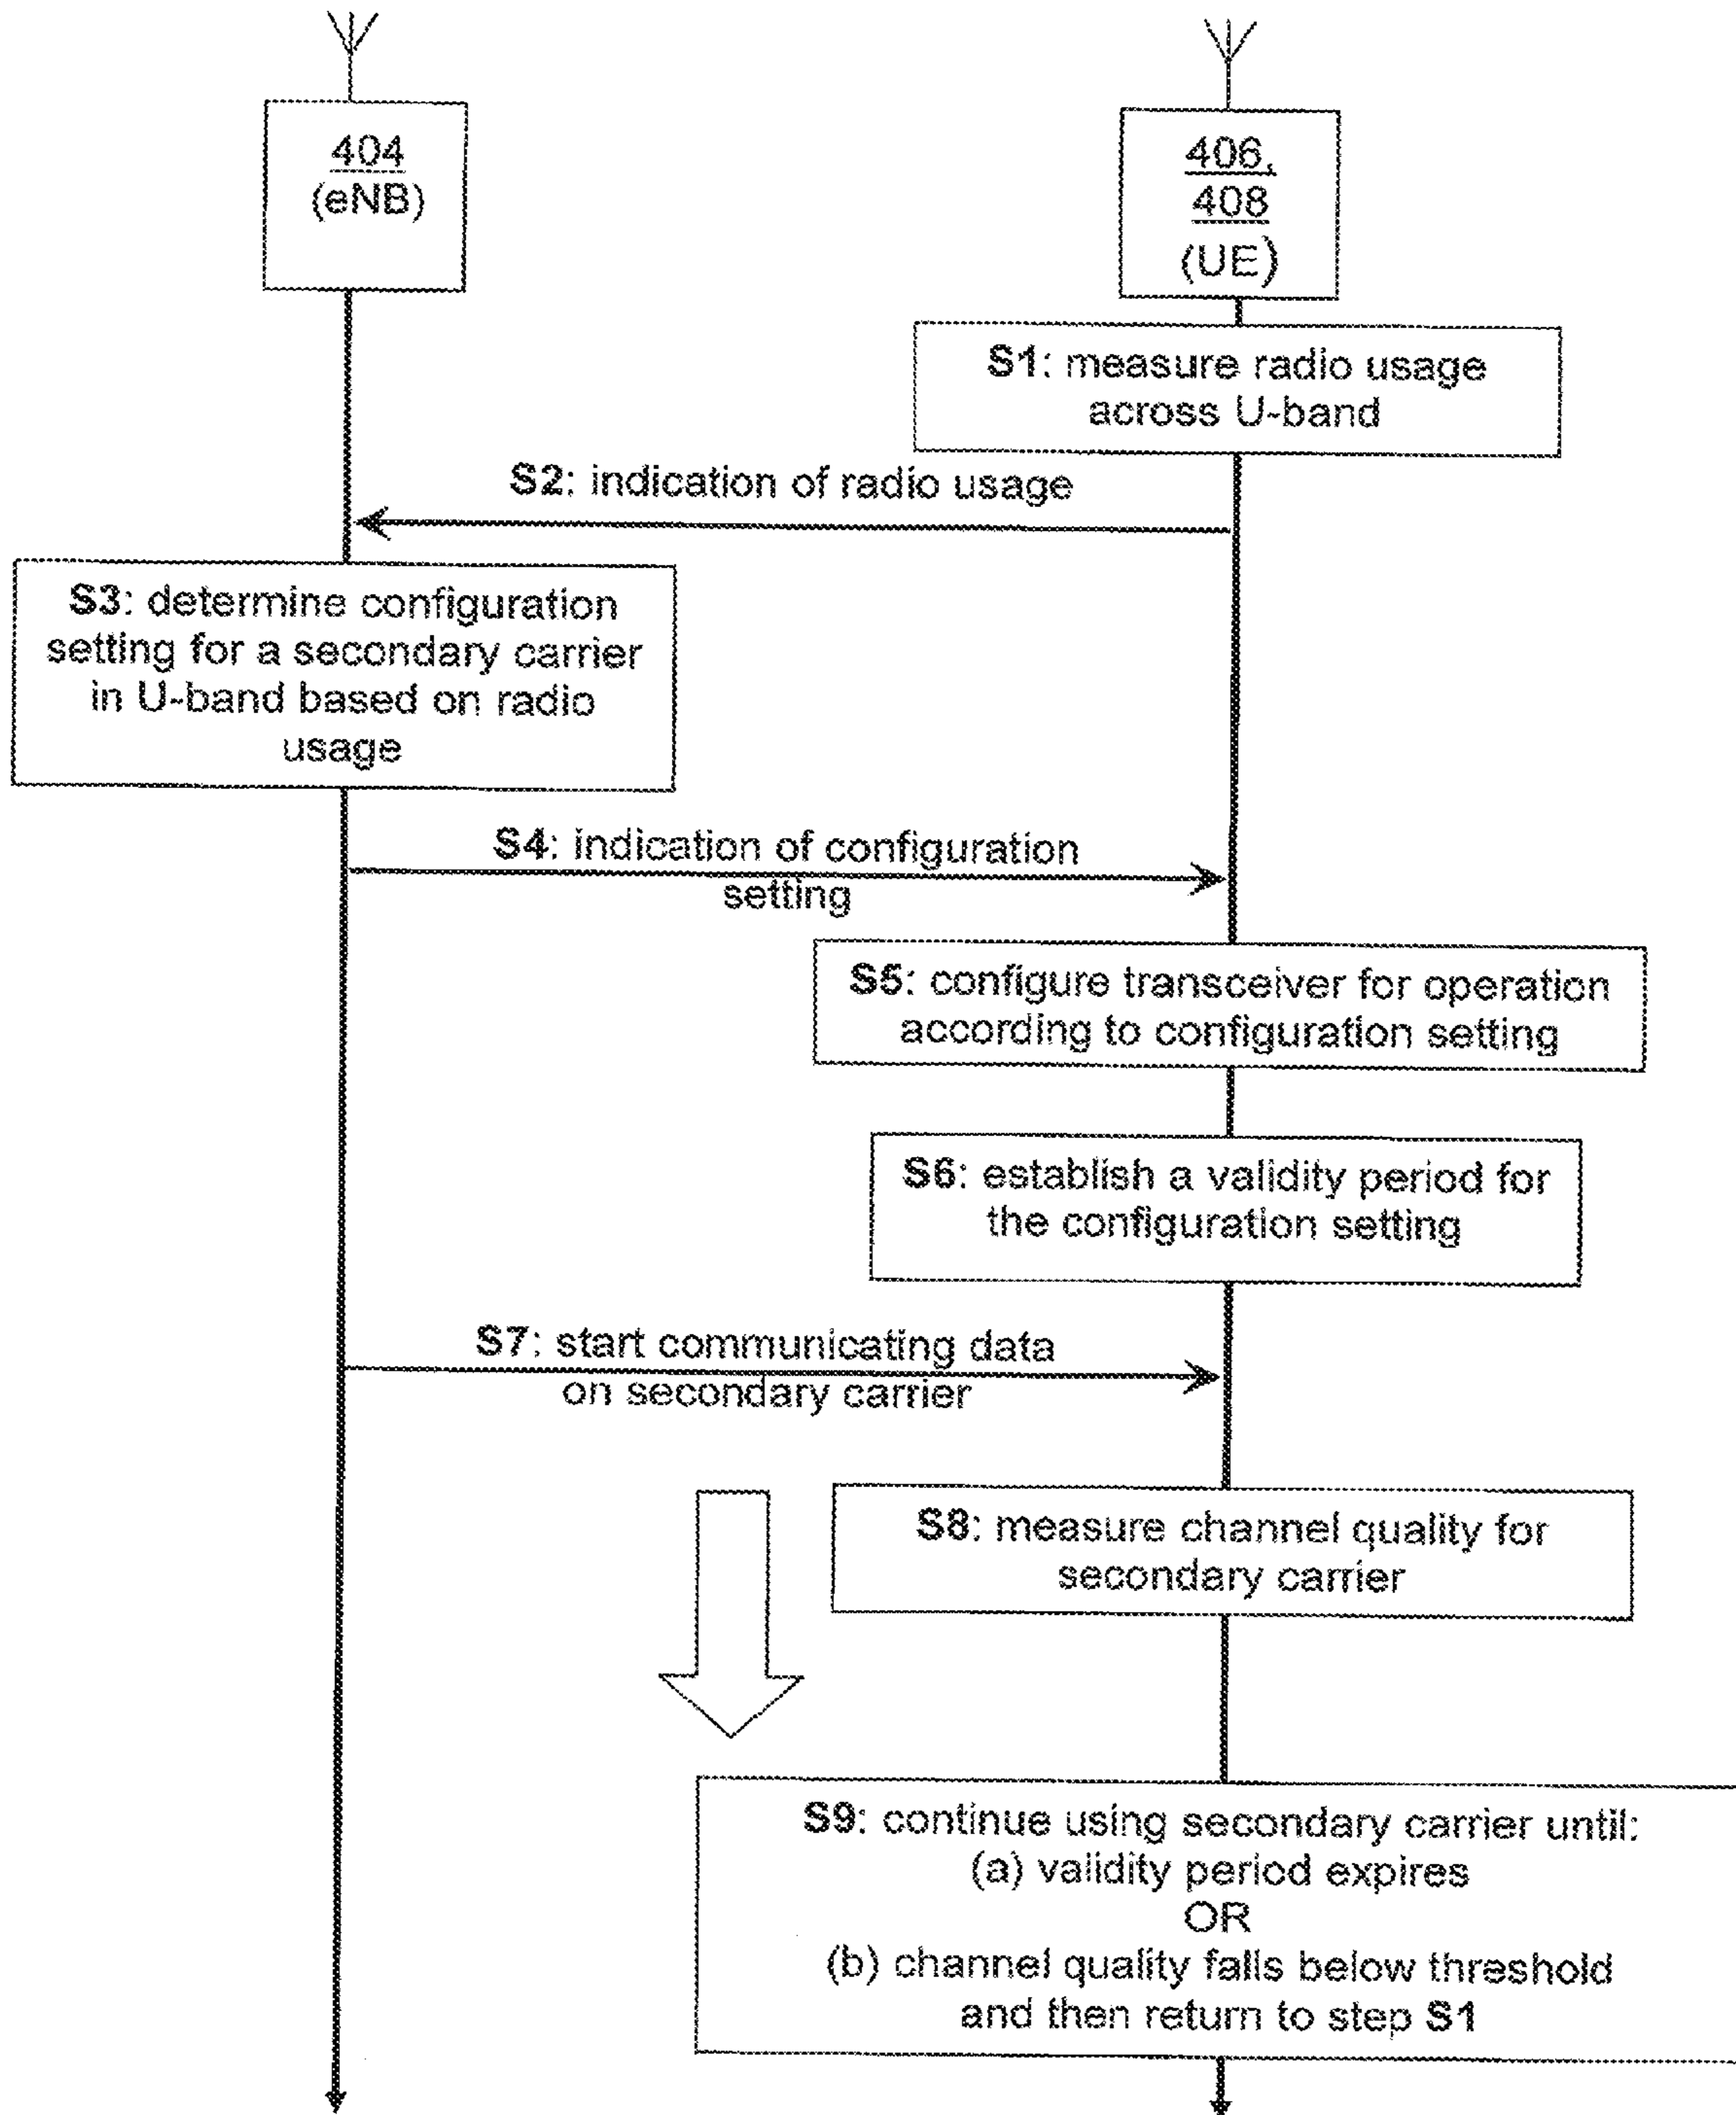 404
(eNB)
406,
408
(UE)
S1: measure radio usage
across U-band
S2: indication of radio usage
S3: determine configuration
setting for a secondary carrier
in U-band based on radio
usage
S4: indication of configuration
setting
S5: configure transceiver for operation
according to configuration setting
S6: establish a validity period for
the configuration setting
S7: start communicating data
on secondary carrier
S8: measure channel quality for
secondary carrier
S9: continue using secondary carrier until:
(a) validity period expires
OR
(b) channel quality falls below threshold
and then return to step S1